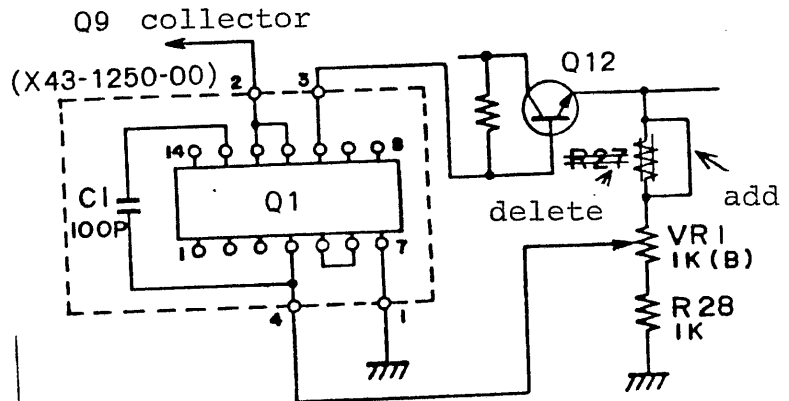 Q9 collector
(X43-1250-00)
2
3
Q12
14
8
C1
100P
Q1
R27
delete
add
1
7
VR1
1K(B)
4
1
R28
1K